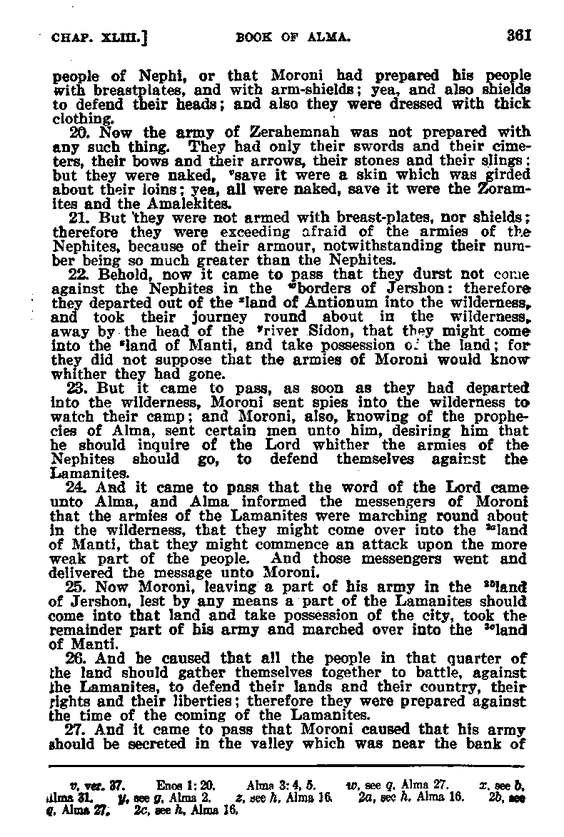 CHAP. XLIII.] BOOK OF ALMA. 361
people of Nephi, or that Moroni had prepared his people
with breastplates, and with arm-shields; yea, and also shields
to defend their heads; and also they were dressed with thick
clothing.
20. Now the army of Zerahemnah was not prepared with
any such thing. They had only their swords and their cime-
ters, their bows and their arrows, their stones and their slings;
but they were naked, ᵛsave it were a skin which was girded
about their loins; yea, all were naked, save it were the Zoram-
ites and the Amalekites.
21. But they were not armed with breast-plates, nor shields;
therefore they were exceeding afraid of the armies of the
Nephites, because of their armour, notwithstanding their num-
ber being so much greater than the Nephites.
22. Behold, now it came to pass that they durst not come
against the Nephites in the ʷborders of Jershon: therefore
they departed out of the ˣland of Antionum into the wilderness,
and took their journey round about in the wilderness,
away by the head of the ʸriver Sidon, that they might come
into the ᶻland of Manti, and take possession of the land; for
they did not suppose that the armies of Moroni would know
whither they had gone.
23. But it came to pass, as soon as they had departed
into the wilderness, Moroni sent spies into the wilderness to
watch their camp; and Moroni, also, knowing of the prophe-
cies of Alma, sent certain men unto him, desiring him that
he should inquire of the Lord whither the armies of the
Nephites should go, to defend themselves against the
Lamanites.
24. And it came to pass that the word of the Lord came
unto Alma, and Alma informed the messengers of Moroni
that the armies of the Lamanites were marching round about
in the wilderness, that they might come over into the ²ᵃland
of Manti, that they might commence an attack upon the more
weak part of the people. And those messengers went and
delivered the message unto Moroni.
25. Now Moroni, leaving a part of his army in the ²ᵇland
of Jershon, lest by any means a part of the Lamanites should
come into that land and take possession of the city, took the
remainder part of his army and marched over into the ²ᶜland
of Manti.
26. And he caused that all the people in that quarter of
the land should gather themselves together to battle, against
the Lamanites, to defend their lands and their country, their
rights and their liberties; therefore they were prepared against
the time of the coming of the Lamanites.
27. And it came to pass that Moroni caused that his army
should be secreted in the valley which was near the bank of
v, ver. 37. Enos 1: 20. Alma 3: 4, 5. w, see q, Alma 27. x, see b,
Alma 31. y, see g, Alma 2. z, see h, Alma 16. 2a, see h, Alma 16. 2b, see
q, Alma 27. 2c, see h, Alma 16.